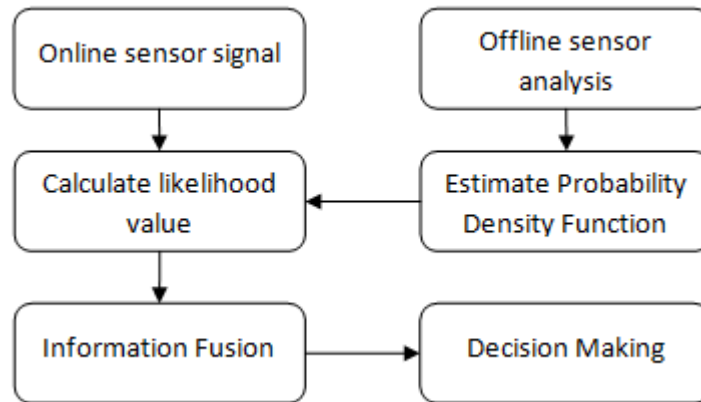 Online sensor signal
Offline sensor
analysis
Calculate likelihood
value
Estimate Probability
Density Function
Information Fusion
Decision Making